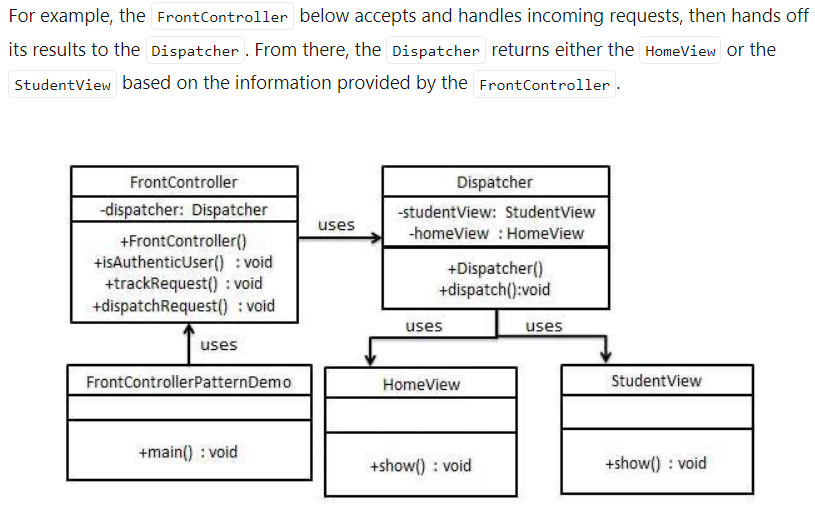 For example, the FrontController below accepts and handles incoming requests, then hands off
its results to the Dispatcher. From there, the Dispatcher returns either the HomeView or the
StudentView based on the information provided by the FrontController.
FrontController
-dispatcher: Dispatcher
+FrontController()
+isAuthenticUser() : void
+trackRequest() : void
+dispatchRequest() : void
uses
Dispatcher
-studentView: StudentView
-homeView : HomeView
+Dispatcher()
+dispatch():void
uses
uses
uses
FrontControllerPatternDemo
+main() : void
HomeView
+show() : void
StudentView
+show() : void